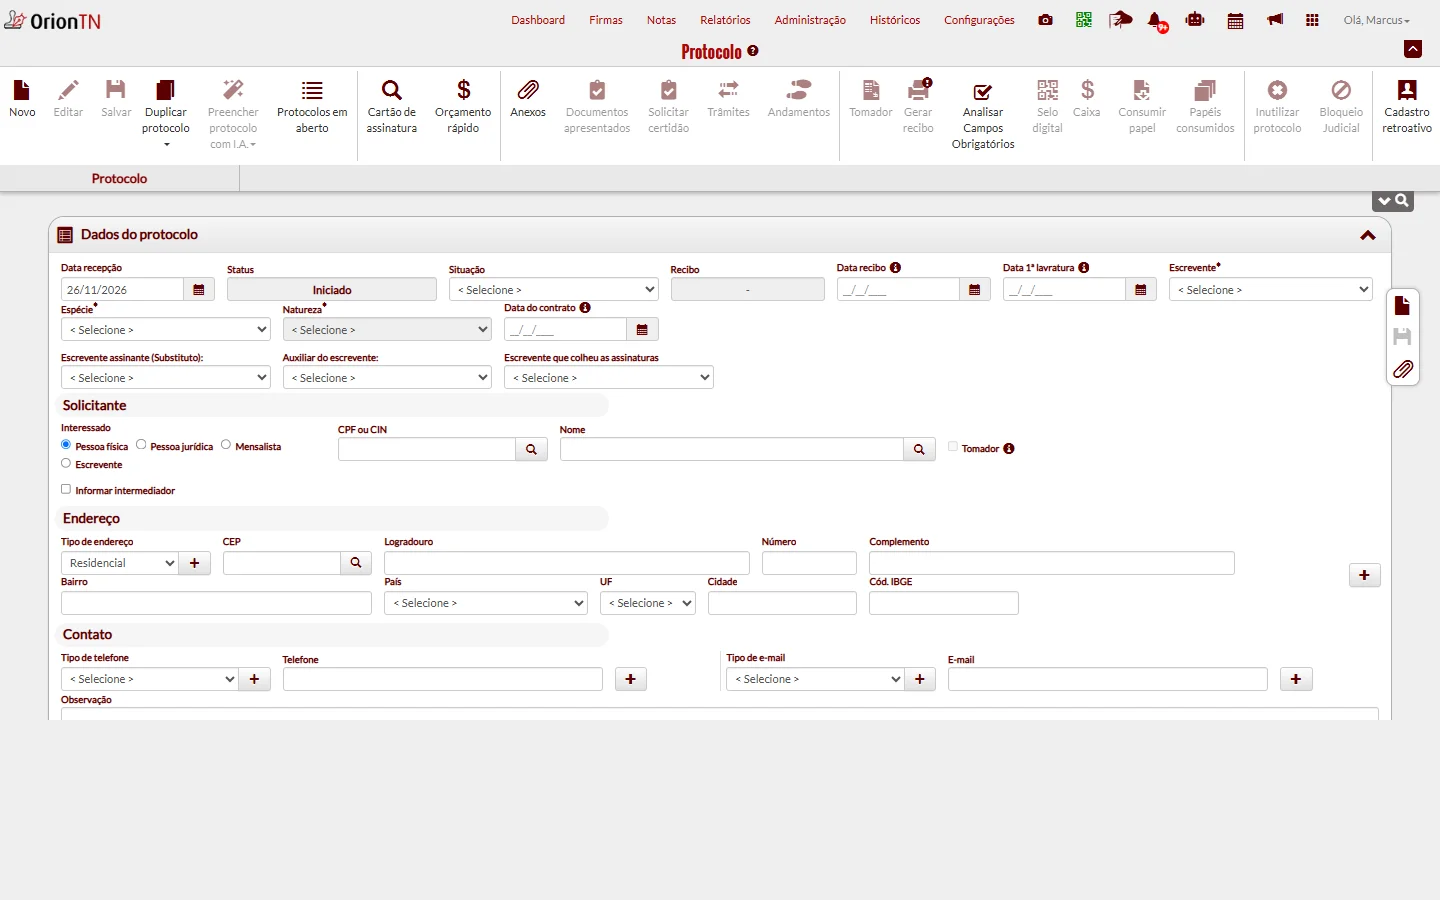 OrionTN
Dashboard Firmas Notas Relatórios Administração Históricos Configurações 9+ Olá, Marcus
Protocolo
Novo Editar Salvar Duplicar protocolo Preencher protocolo com I.A. Protocolos em aberto Cartão de assinatura Orçamento rápido Anexos Documentos apresentados Solicitar certidão Trâmites Andamentos Tomador Gerar recibo Analisar Campos Obrigatórios Selo digital Caixa Consumir papel Papéis consumidos Inutilizar protocolo Bloqueio Judicial Cadastro retroativo
Protocolo
Dados do protocolo
Data recepção Status Situação Recibo Data recibo Data 1ª lavratura Escrevente*
26/11/2026 Iniciado < Selecione > - __/__/____ __/__/____ < Selecione >
Espécie* Natureza* Data do contrato
< Selecione > < Selecione > __/__/____
Escrevente assinante (Substituto): Auxiliar do escrevente: Escrevente que colheu as assinaturas
< Selecione > < Selecione > < Selecione >
Solicitante
Interessado CPF ou CIN Nome
Pessoa física Pessoa jurídica Mensalista Tomador
Escrevente
Informar intermediador
Endereço
Tipo de endereço CEP Logradouro Número Complemento
Residencial
Bairro País UF Cidade Cód. IBGE
< Selecione > < Selecione >
Contato
Tipo de telefone Telefone Tipo de e-mail E-mail
< Selecione > < Selecione >
Observação